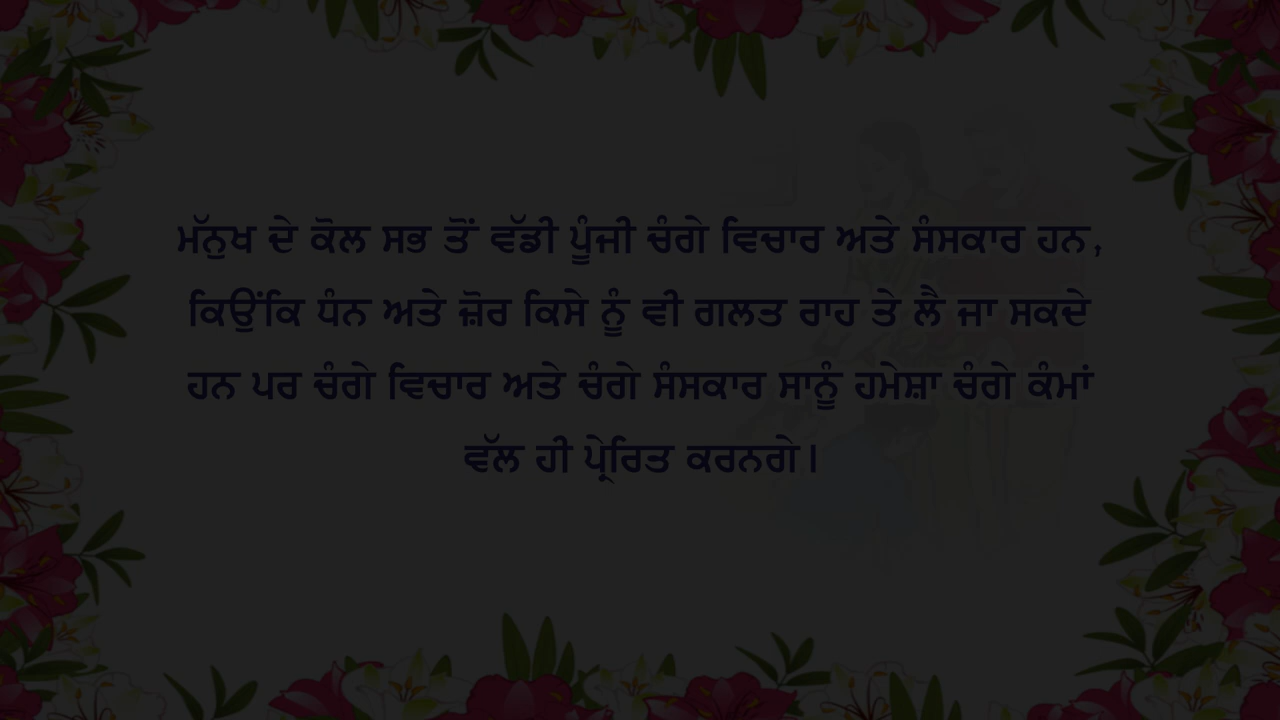 ਮੱਨੁਖ ਦੇ ਕੋਲ ਸਭ ਤੋਂ ਵੱਡੀ ਪੂੰਜੀ ਚੰਗੇ ਵਿਚਾਰ ਅਤੇ ਸੰਸਕਾਰ ਹਨ,
ਕਿਉਂਕਿ ਧੰਨ ਅਤੇ ਜ਼ੋਰ ਕਿਸੇ ਨੂੰ ਵੀ ਗਲਤ ਰਾਹ ਤੇ ਲੈ ਜਾ ਸਕਦੇ
ਹਨ ਪਰ ਚੰਗੇ ਵਿਚਾਰ ਅਤੇ ਚੰਗੇ ਸੰਸਕਾਰ ਸਾਨੂੰ ਹਮੇਸ਼ਾ ਚੰਗੇ ਕੰਮਾਂ
ਵੱਲ ਹੀ ਪ੍ਰੇਰਿਤ ਕਰਨਗੇ।